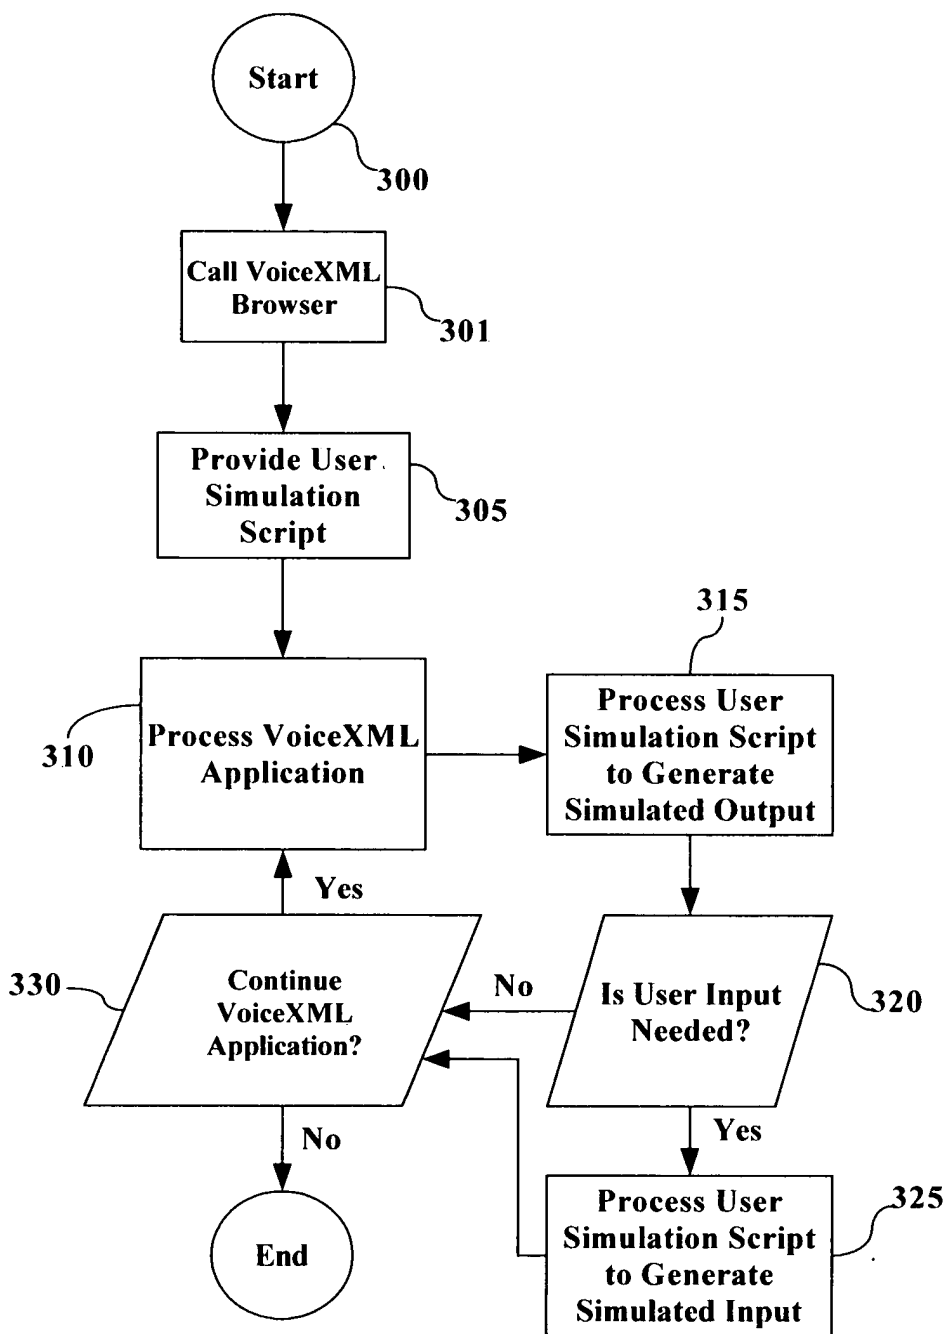 Start
300
Call VoiceXML
Browser
301
Provide User
Simulation
Script
305
315
Process VoiceXML
Application
310
Process User
Simulation Script
to Generate
Simulated Output
Yes
330
Continue
VoiceXML
Application?
No
Is User Input
Needed?
320
No
Yes
End
Process User
Simulation Script
to Generate
Simulated Input
325